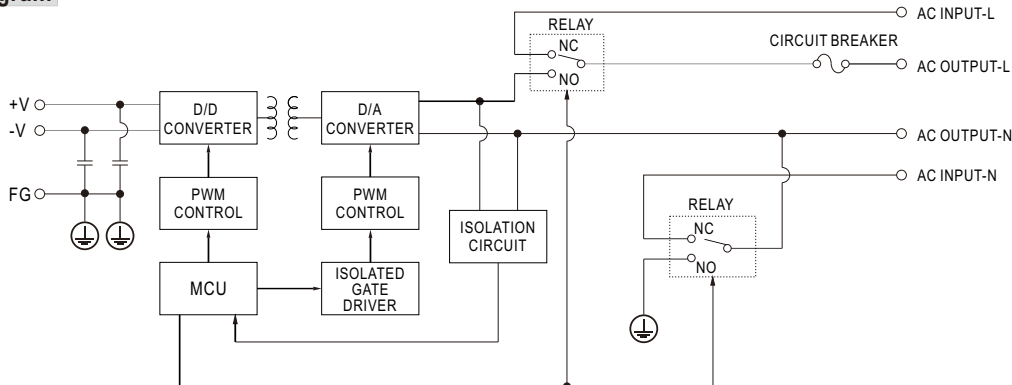 AC INPUT-L
RELAY
NC
NO
CIRCUIT BREAKER
AC OUTPUT-L
+V
-V
FG
D/D
CONVERTER
D/A
CONVERTER
AC OUTPUT-N
AC INPUT-N
PWM
CONTROL
PWM
CONTROL
ISOLATION
CIRCUIT
RELAY
NC
NO
MCU
ISOLATED
GATE
DRIVER